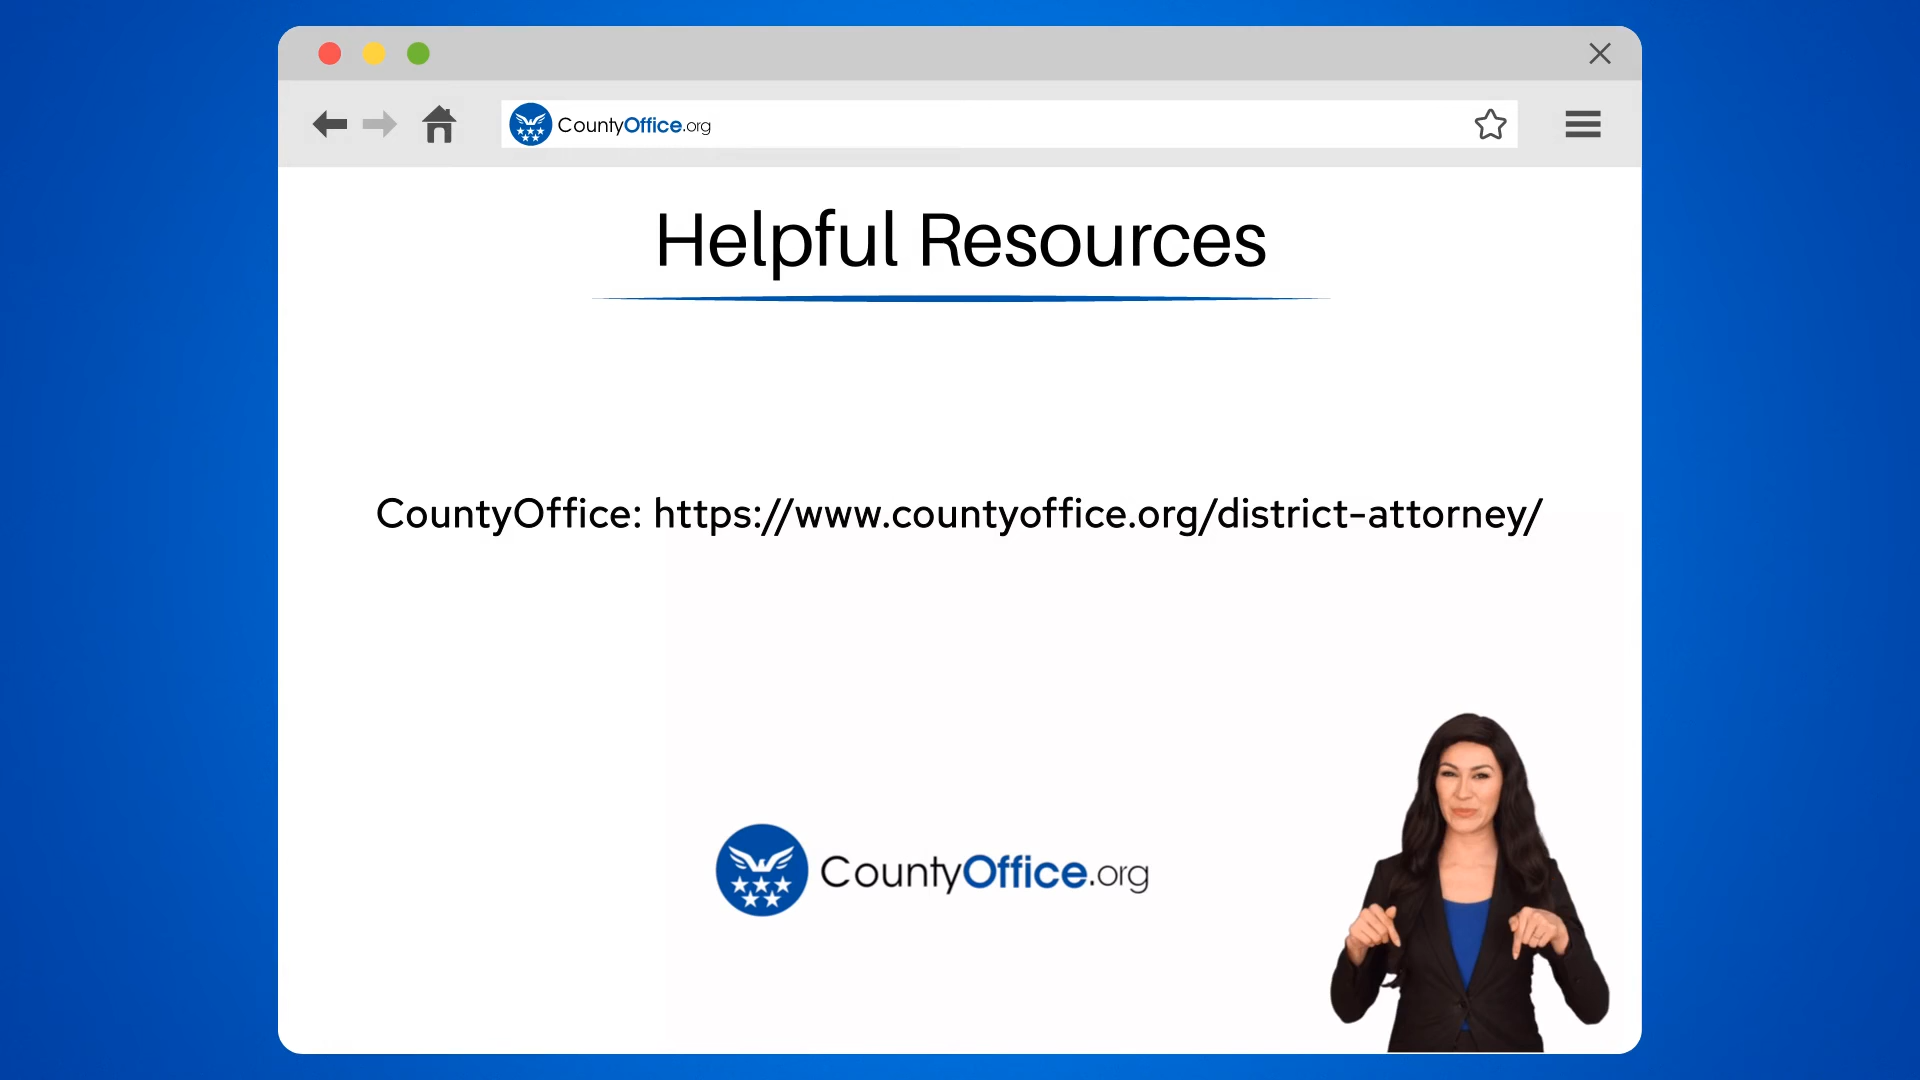 CountyOffice.org
Helpful Resources
CountyOffice: https://www.countyoffice.org/district-attorney/
CountyOffice.org